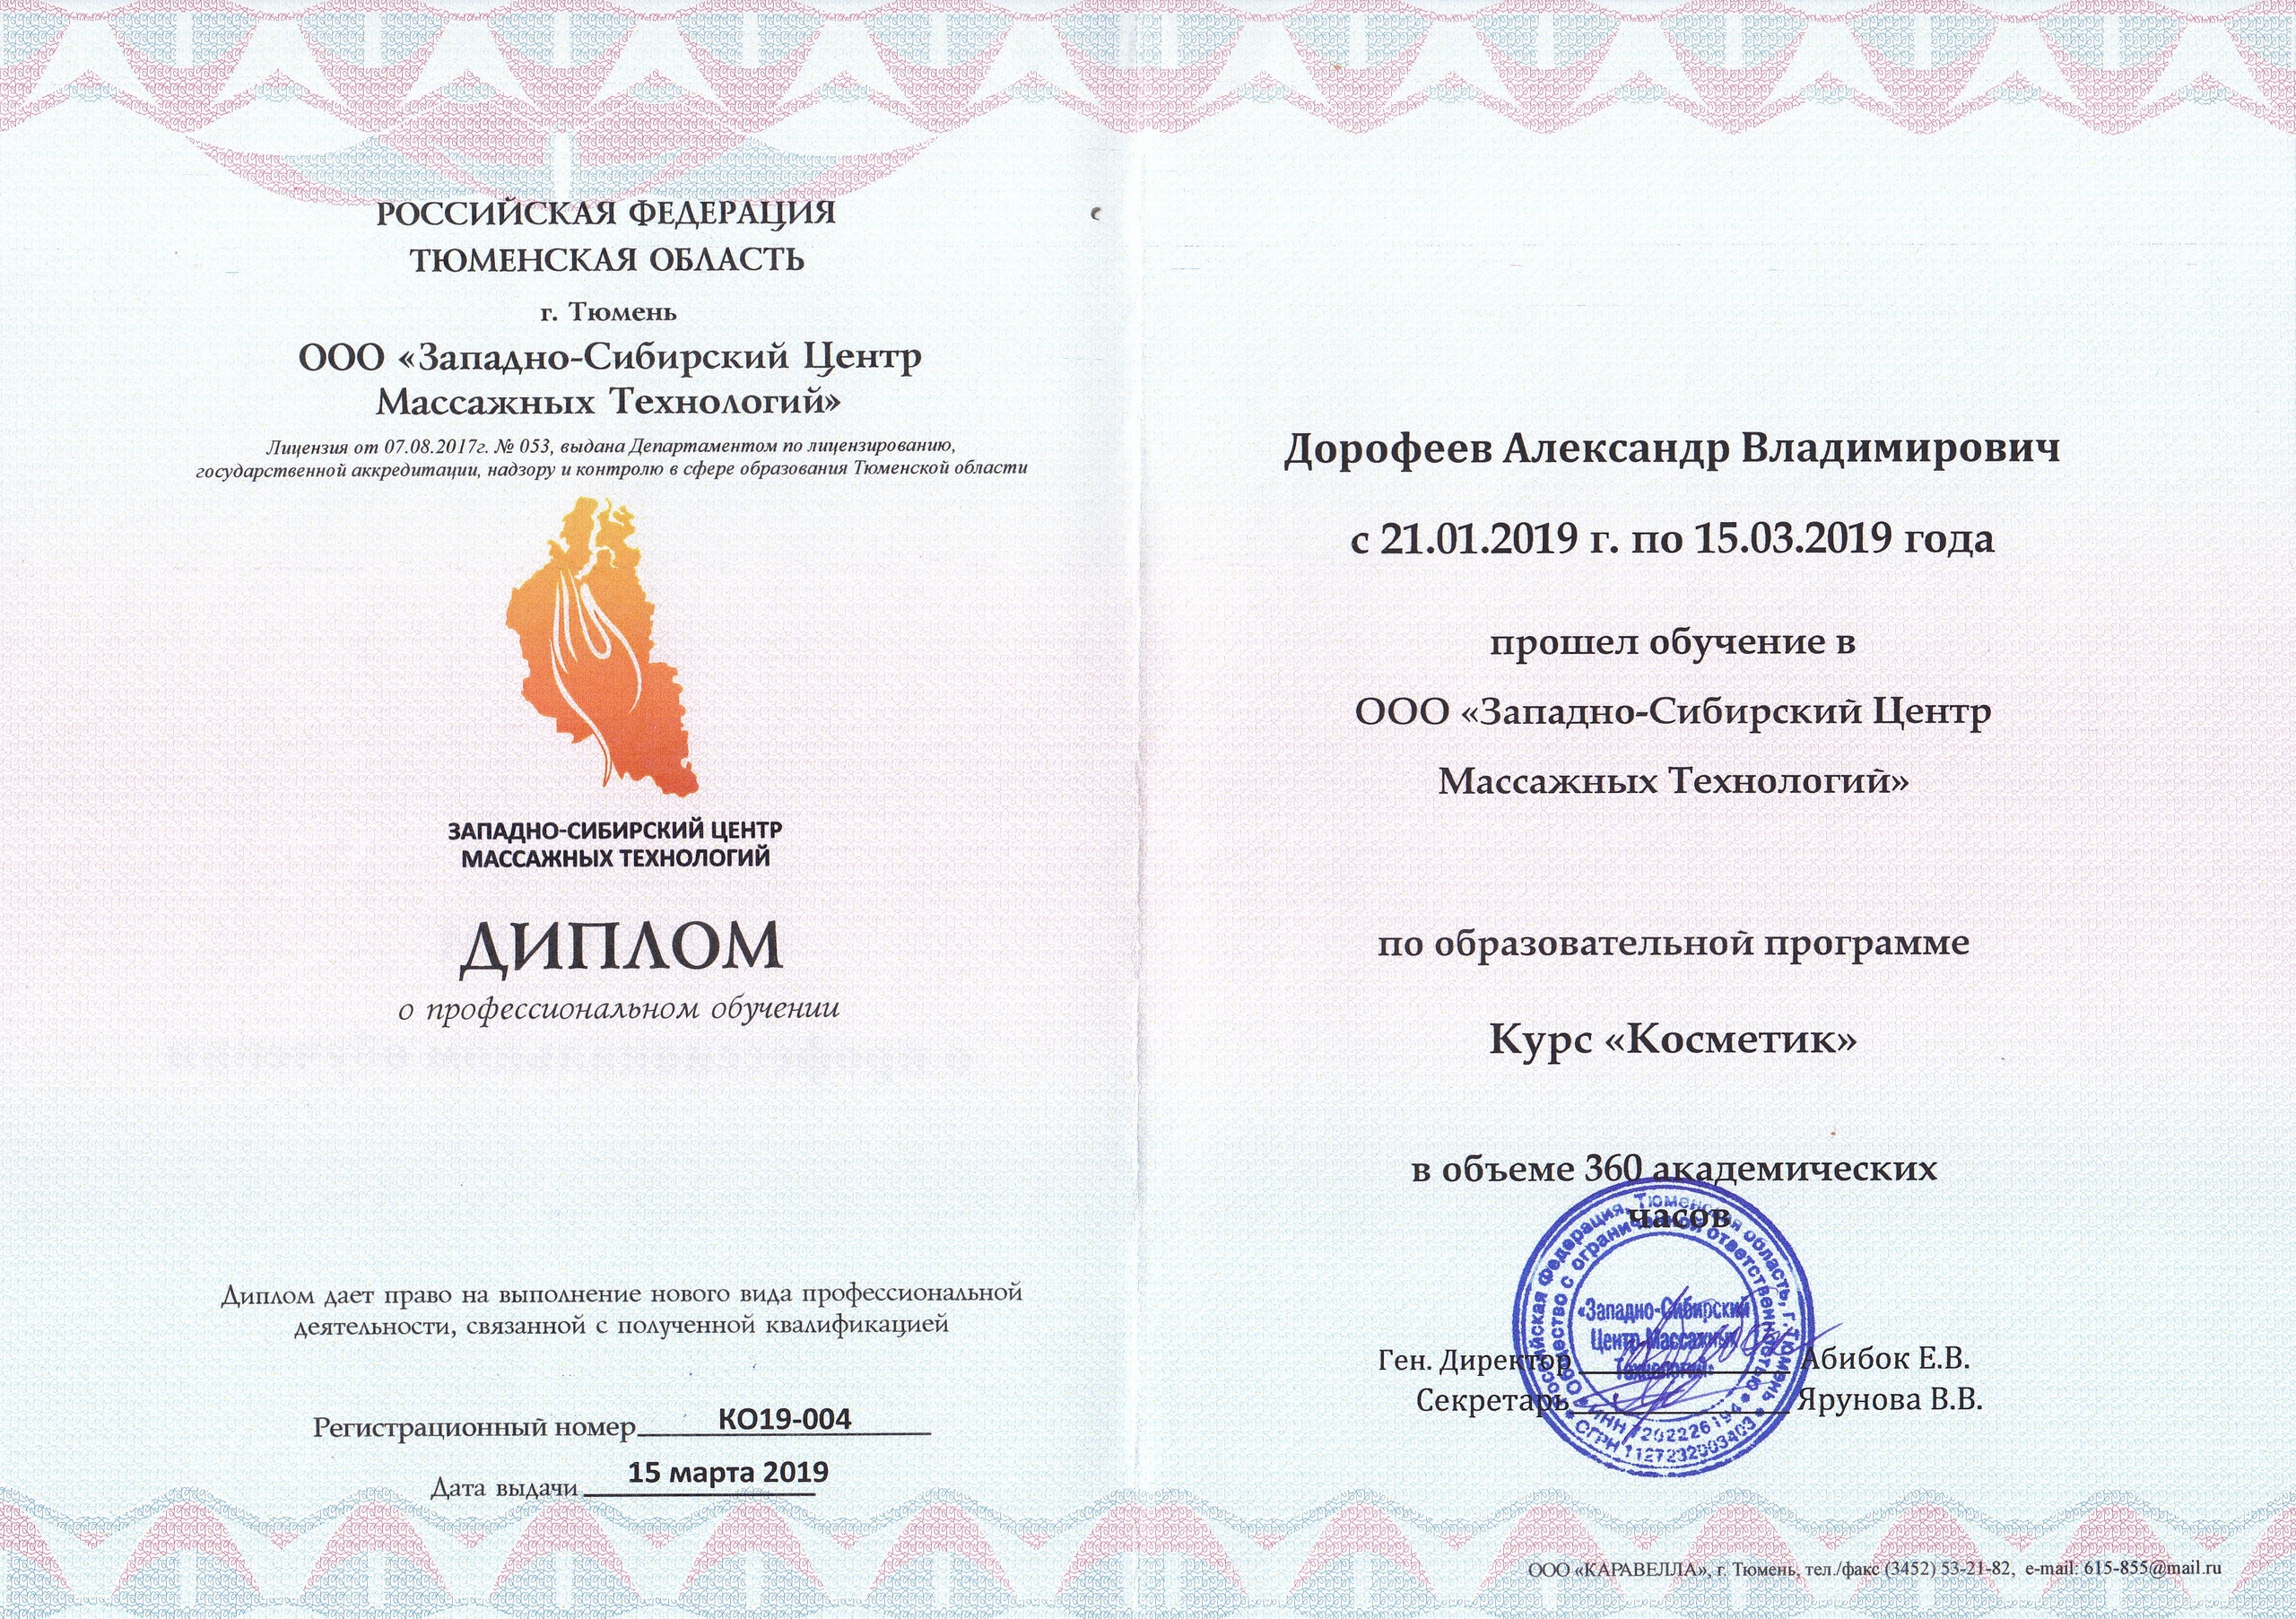 РОССИЙСКАЯ ФЕДЕРАЦИЯ
ТЮМЕНСКАЯ ОБЛАСТЬ
г. Тюмень
ООО «Западно-Сибирский Центр
Массажных Технологий»
Лицензия от 07.08.2017г. № 053, выдана Департаментом по лицензированию,
государственной аккредитации, надзору и контролю в сфере образования Тюменской области
ЗАПАДНО-СИБИРСКИЙ ЦЕНТР
МАССАЖНЫХ ТЕХНОЛОГИЙ
ДИПЛОМ
о профессиональном обучении
Диплом дает право на выполнение нового вида профессиональной
деятельности, связанной с полученной квалификацией
Регистрационный номер КО19-004
Дата выдачи 15 марта 2019
Дорофеев Александр Владимирович
с 21.01.2019 г. по 15.03.2019 года
прошел обучение в
ООО «Западно-Сибирский Центр
Массажных Технологий»
по образовательной программе
Курс «Косметик»
в объеме 360 академических
часов
Российская Федерация, Тюменская область, г. Тюмень
Общество с ограниченной ответственностью
«Западно-Сибирский
Центр Массажных
Технологий»
ИНН 7202226194
ОГРН 1127232003403
Ген. Директор Абибок Е.В.
Секретарь Ярунова В.В.
ООО «КАРАВЕЛЛА», г. Тюмень, тел./факс (3452) 53-21-82, e-mail: 615-855@mail.ru